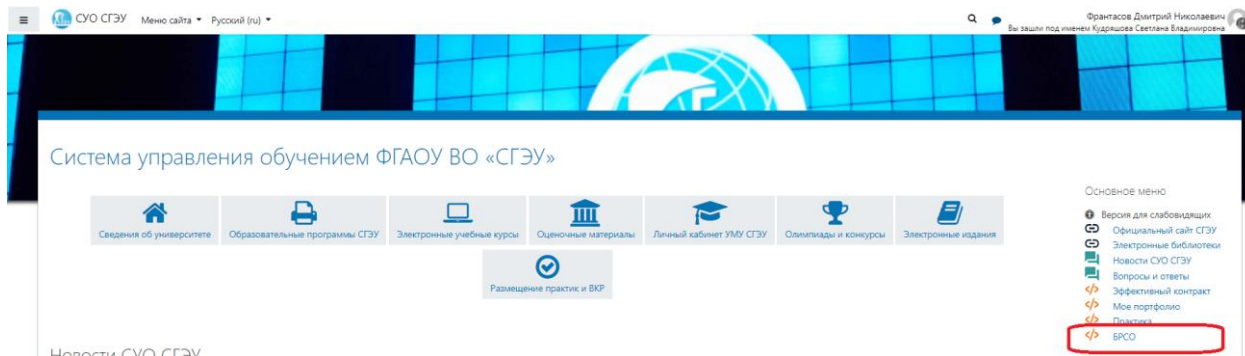 СУО СГЭУ Меню сайта Русский (ru)
Франтасов Дмитрий Николаевич
Вы зашли под именем Кудряшова Светлана Владимировна
Система управления обучением ФГАОУ ВО «СГЭУ»
Сведения об университете
Образовательные программы СГЭУ
Электронные учебные курсы
Оценочные материалы
Личный кабинет УМУ СГЭУ
Олимпиады и конкурсы
Электронные издания
Размещение практик и ВКР
Основное меню
Версия для слабовидящих
Официальный сайт СГЭУ
Электронные библиотеки
Новости СУО СГЭУ
Вопросы и ответы
Эффективный контракт
Мое портфолио
Практика
БРСО
Новости СУО СГЭУ